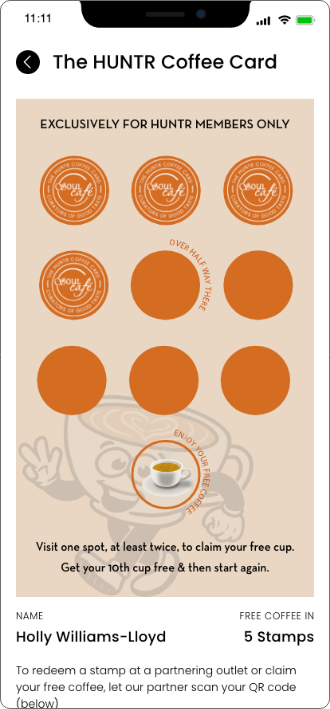 11:11
The HUNTR Coffee Card
EXCLUSIVELY FOR HUNTR MEMBERS ONLY
THE HUNTR COFFEE CARD
Soul Café
CURATORS OF GOOD TASTE
THE HUNTR COFFEE CARD
Soul Café
CURATORS OF GOOD TASTE
THE HUNTR COFFEE CARD
Soul Café
CURATORS OF GOOD TASTE
THE HUNTR COFFEE CARD
Soul Café
CURATORS OF GOOD TASTE
OVER HALF WAY THERE
ENJOY YOUR FREE COFFEE
Visit one spot, at least twice, to claim your free cup.
Get your 10th cup free & then start again.
NAME FREE COFFEE IN
Holly Williams-Lloyd 5 Stamps
To redeem a stamp at a partnering outlet or claim
your free coffee, let our partner scan your QR code
(below)